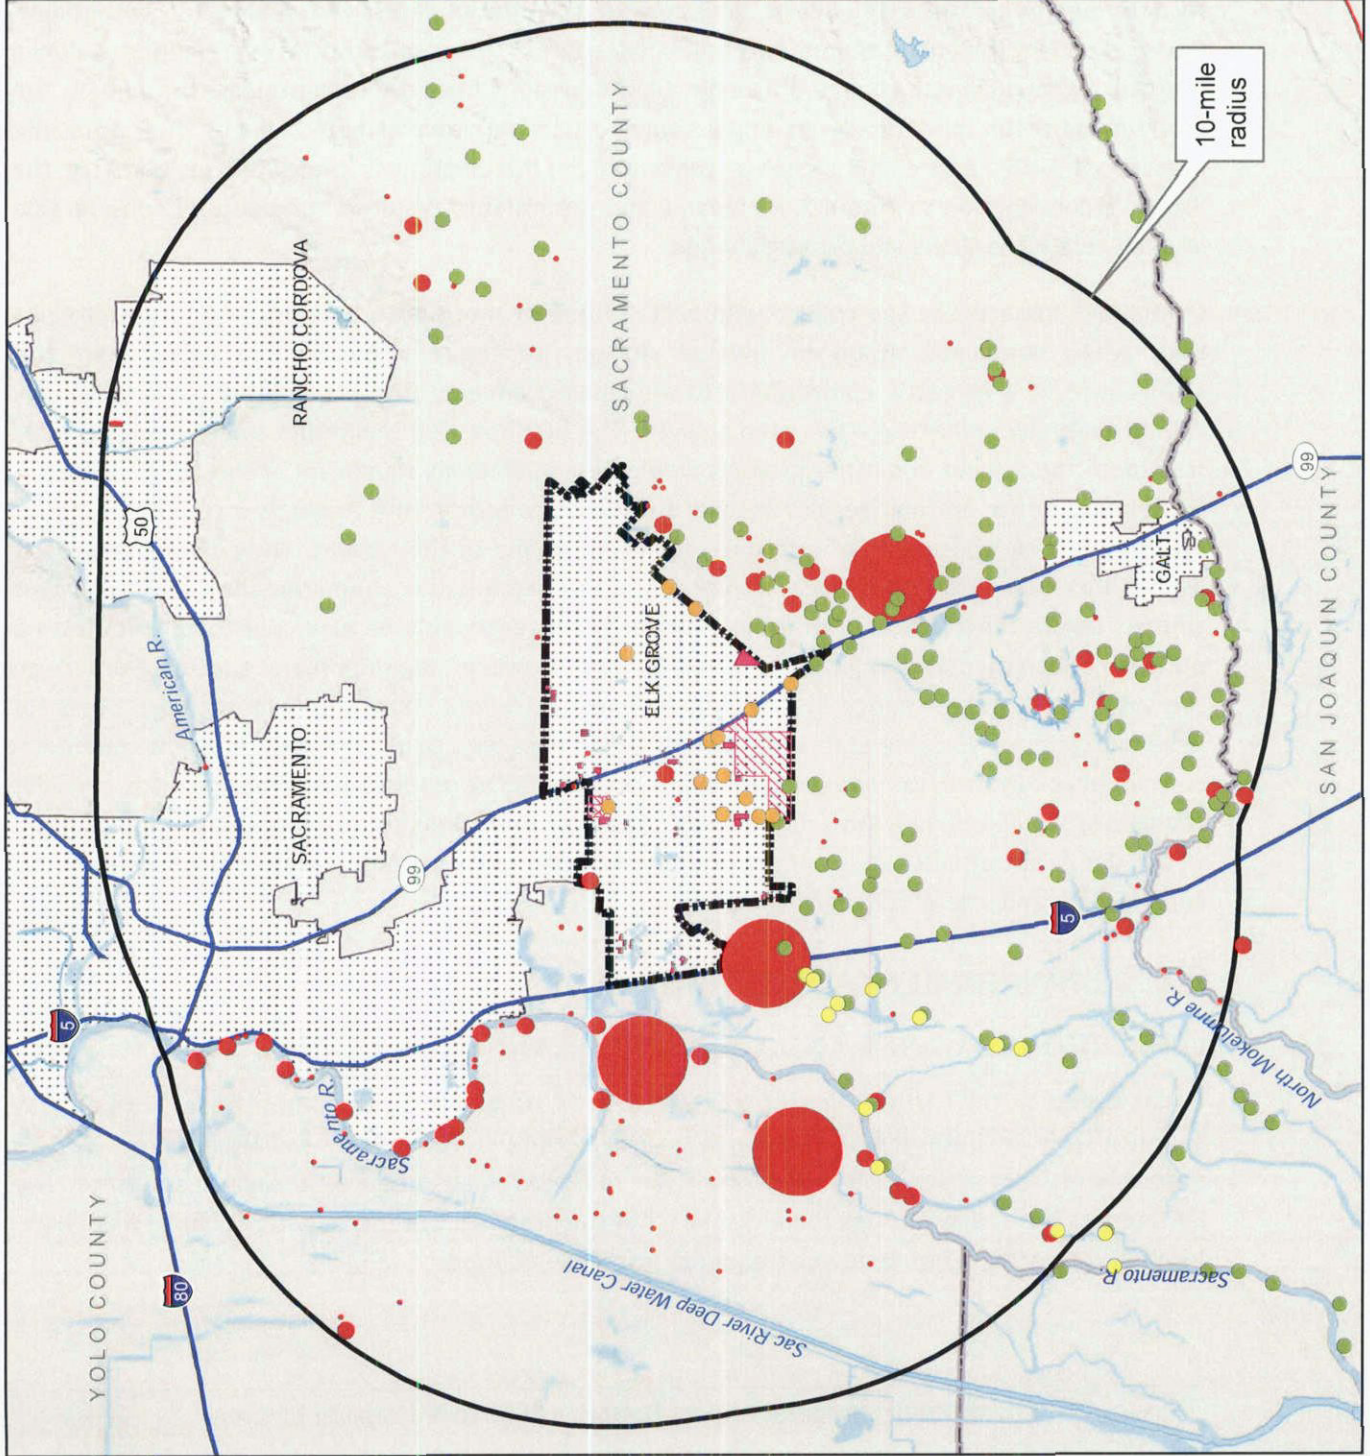 YOLO COUNTY
80
5
50
American R.
RANCHO CORDOVA
SACRAMENTO
99
Sacramento R.
SACRAMENTO COUNTY
ELK GROVE
Sac River Deep Water Canal
10-mile
radius
5
GALT
99
North Mokelumne R.
Sacramento R.
SAN JOAQUIN COUNTY